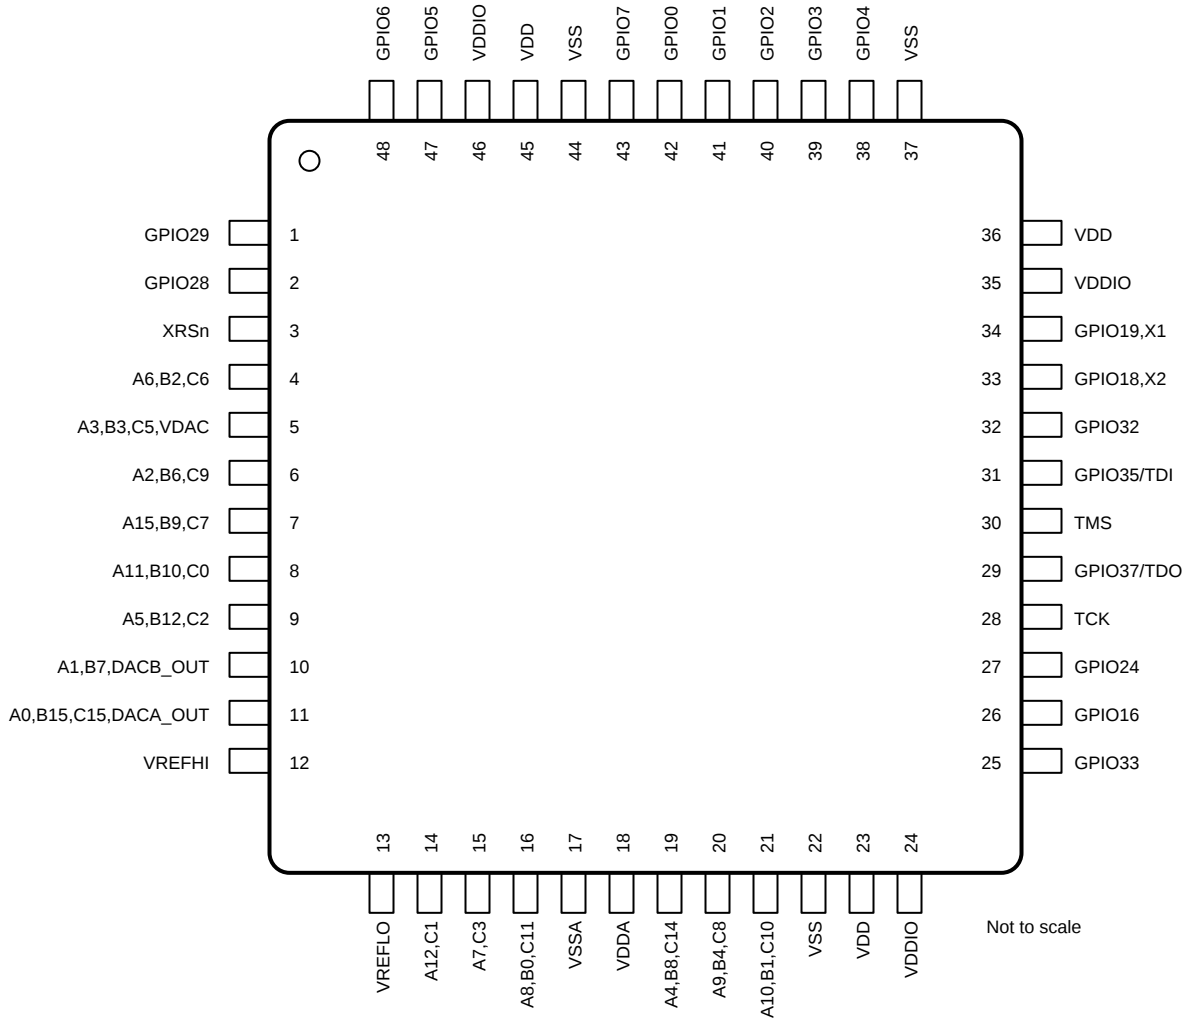 GPIO6
GPIO5
VDDIO
VDD
VSS
GPIO7
GPIO0
GPIO1
GPIO2
GPIO3
GPIO4
VSS
48
47
46
45
44
43
42
41
40
39
38
37
GPIO29 1 36 VDD
GPIO28 2 35 VDDIO
XRSn 3 34 GPIO19,X1
A6,B2,C6 4 33 GPIO18,X2
A3,B3,C5,VDAC 5 32 GPIO32
A2,B6,C9 6 31 GPIO35/TDI
A15,B9,C7 7 30 TMS
A11,B10,C0 8 29 GPIO37/TDO
A5,B12,C2 9 28 TCK
A1,B7,DACB_OUT 10 27 GPIO24
A0,B15,C15,DACA_OUT 11 26 GPIO16
VREFHI 12 25 GPIO33
13
14
15
16
17
18
19
20
21
22
23
24
VREFLO
A12,C1
A7,C3
A8,B0,C11
VSSA
VDDA
A4,B8,C14
A9,B4,C8
A10,B1,C10
VSS
VDD
VDDIO
Not to scale